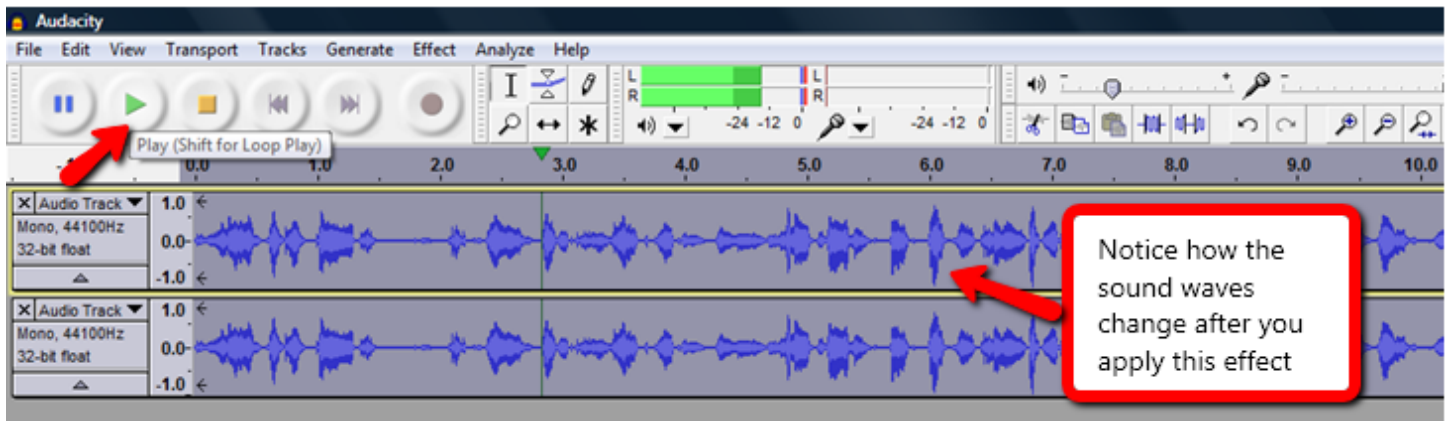 Audacity
File Edit View Transport Tracks Generate Effect Analyze Help
L
R
L
R
-24 -12 0
-24 -12 0
Play (Shift for Loop Play)
0.0 1.0 2.0 3.0 4.0 5.0 6.0 7.0 8.0 9.0 10.0
X Audio Track
Mono, 44100Hz
32-bit float
1.0
0.0-
-1.0
X Audio Track
Mono, 44100Hz
32-bit float
1.0
0.0-
-1.0
Notice how the
sound waves
change after you
apply this effect